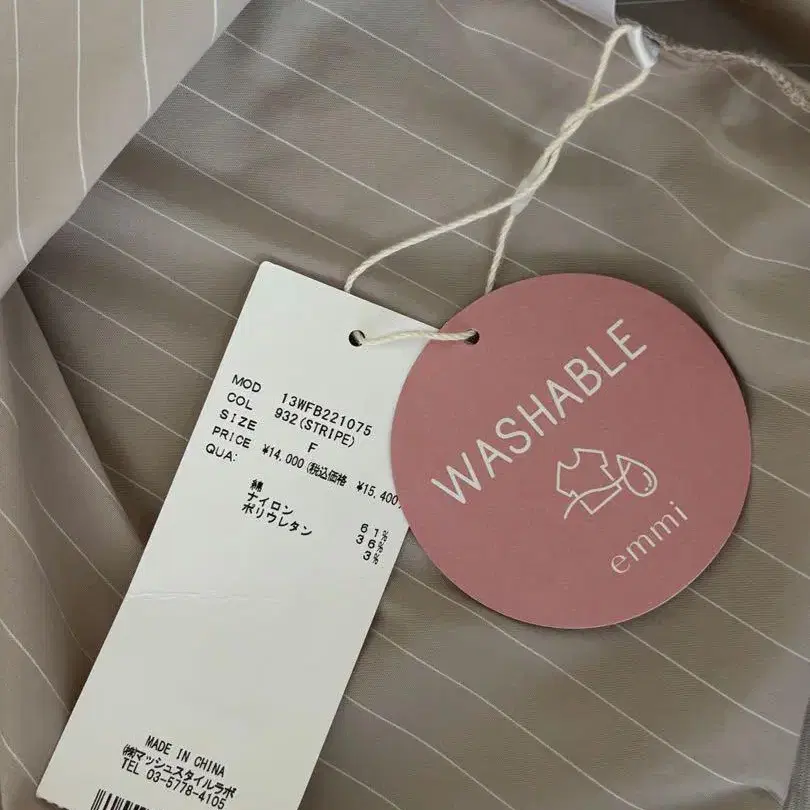 MOD 13WFB221075
COL 932(STRIPE)
SIZE F
PRICE ¥14,000(税込価格 ¥15,400)
QUA:
綿 61%
ナイロン 36%
ポリウレタン 3%
MADE IN CHINA
㈱マッシュスタイルラボ
TEL 03-5778-4105
WASHABLE
emmi